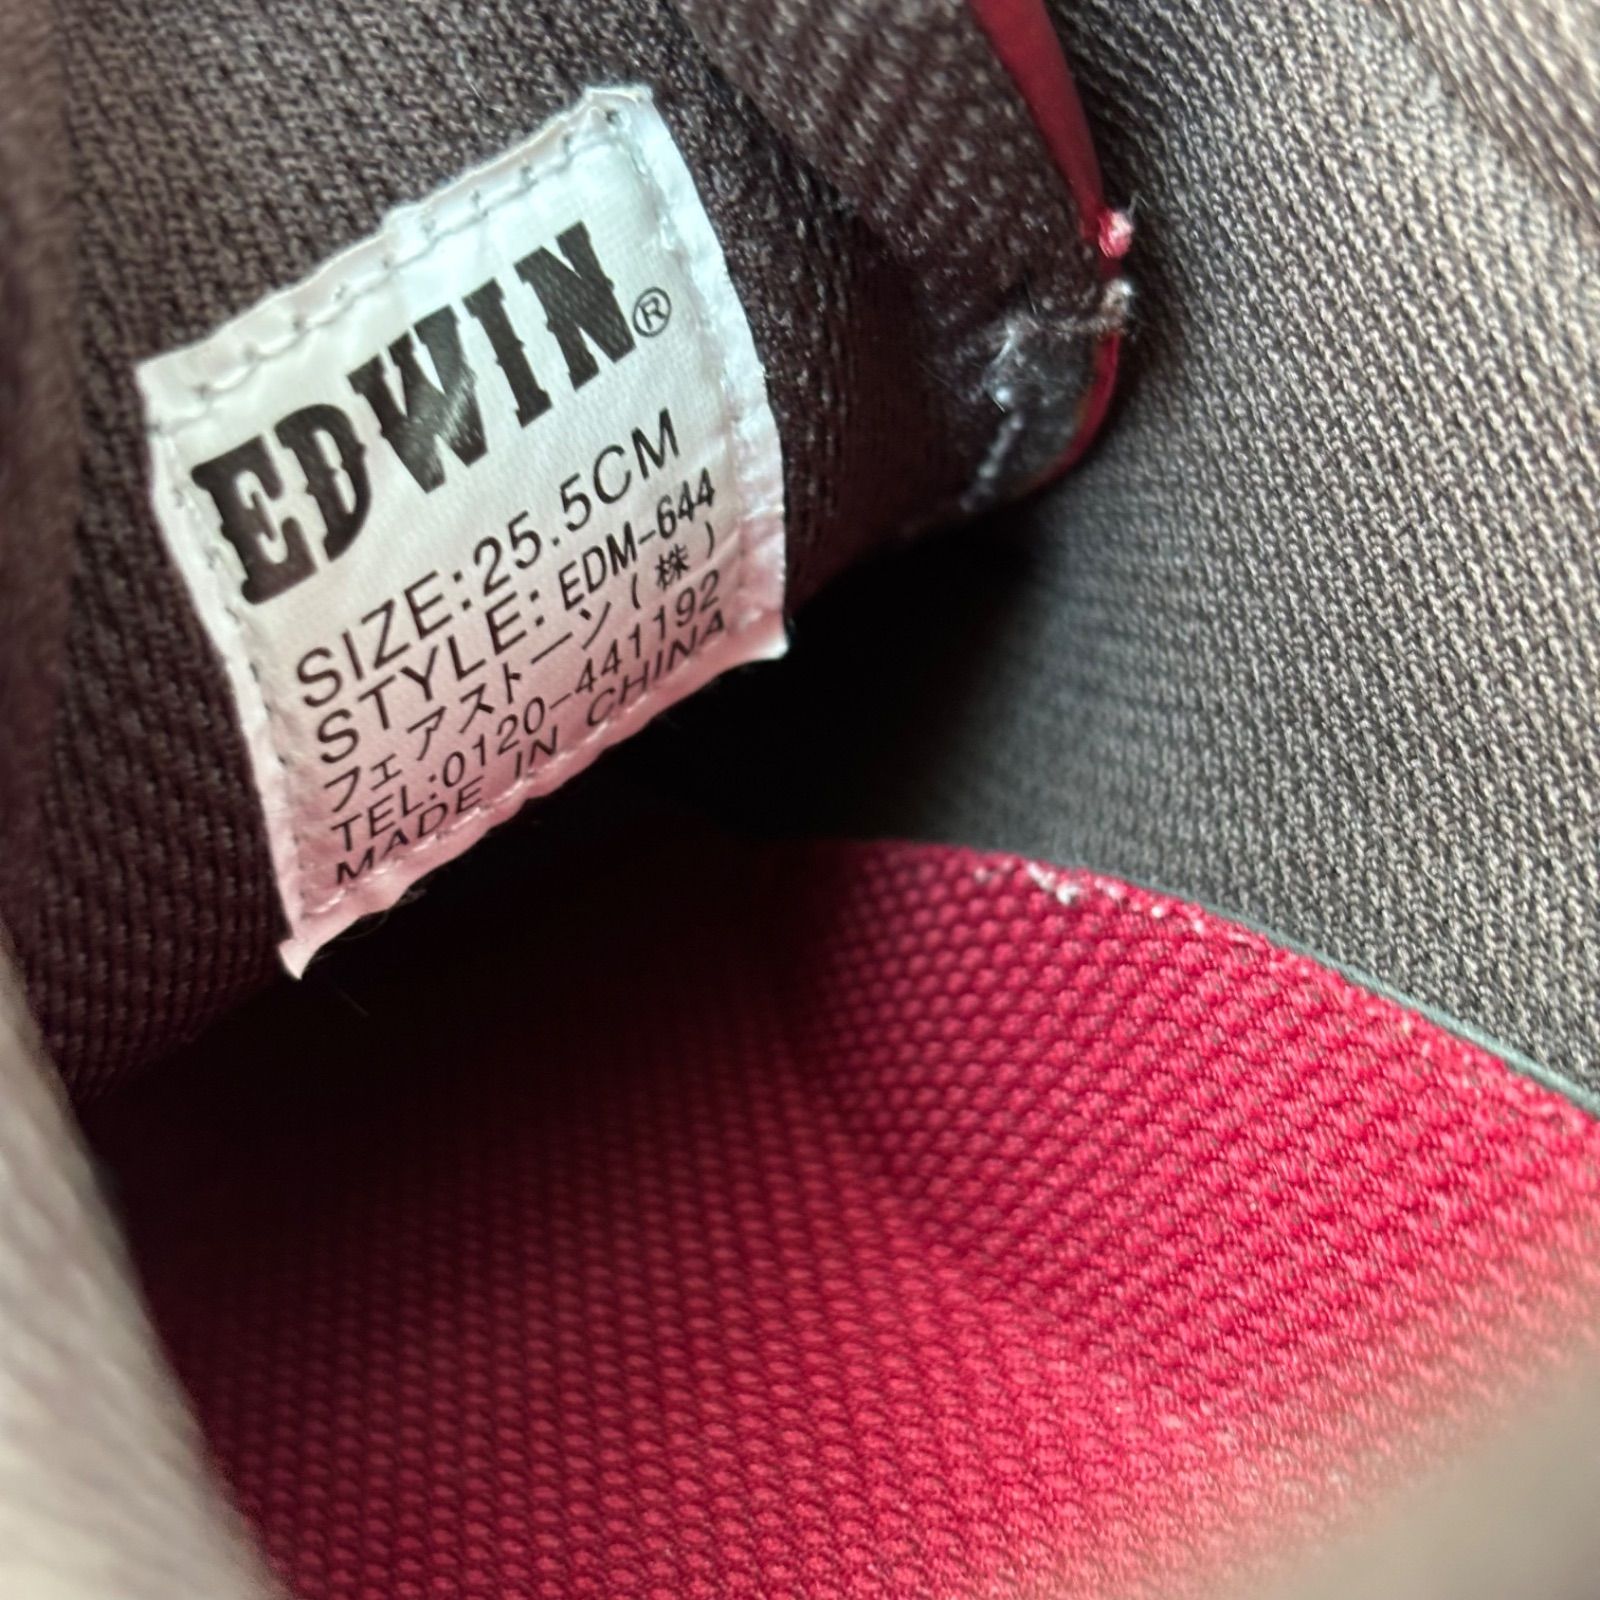 EDWIN®
SIZE:25.5CM
STYLE:EDM-644
フェアストーン(株)
TEL:0120-441192
MADE IN CHINA